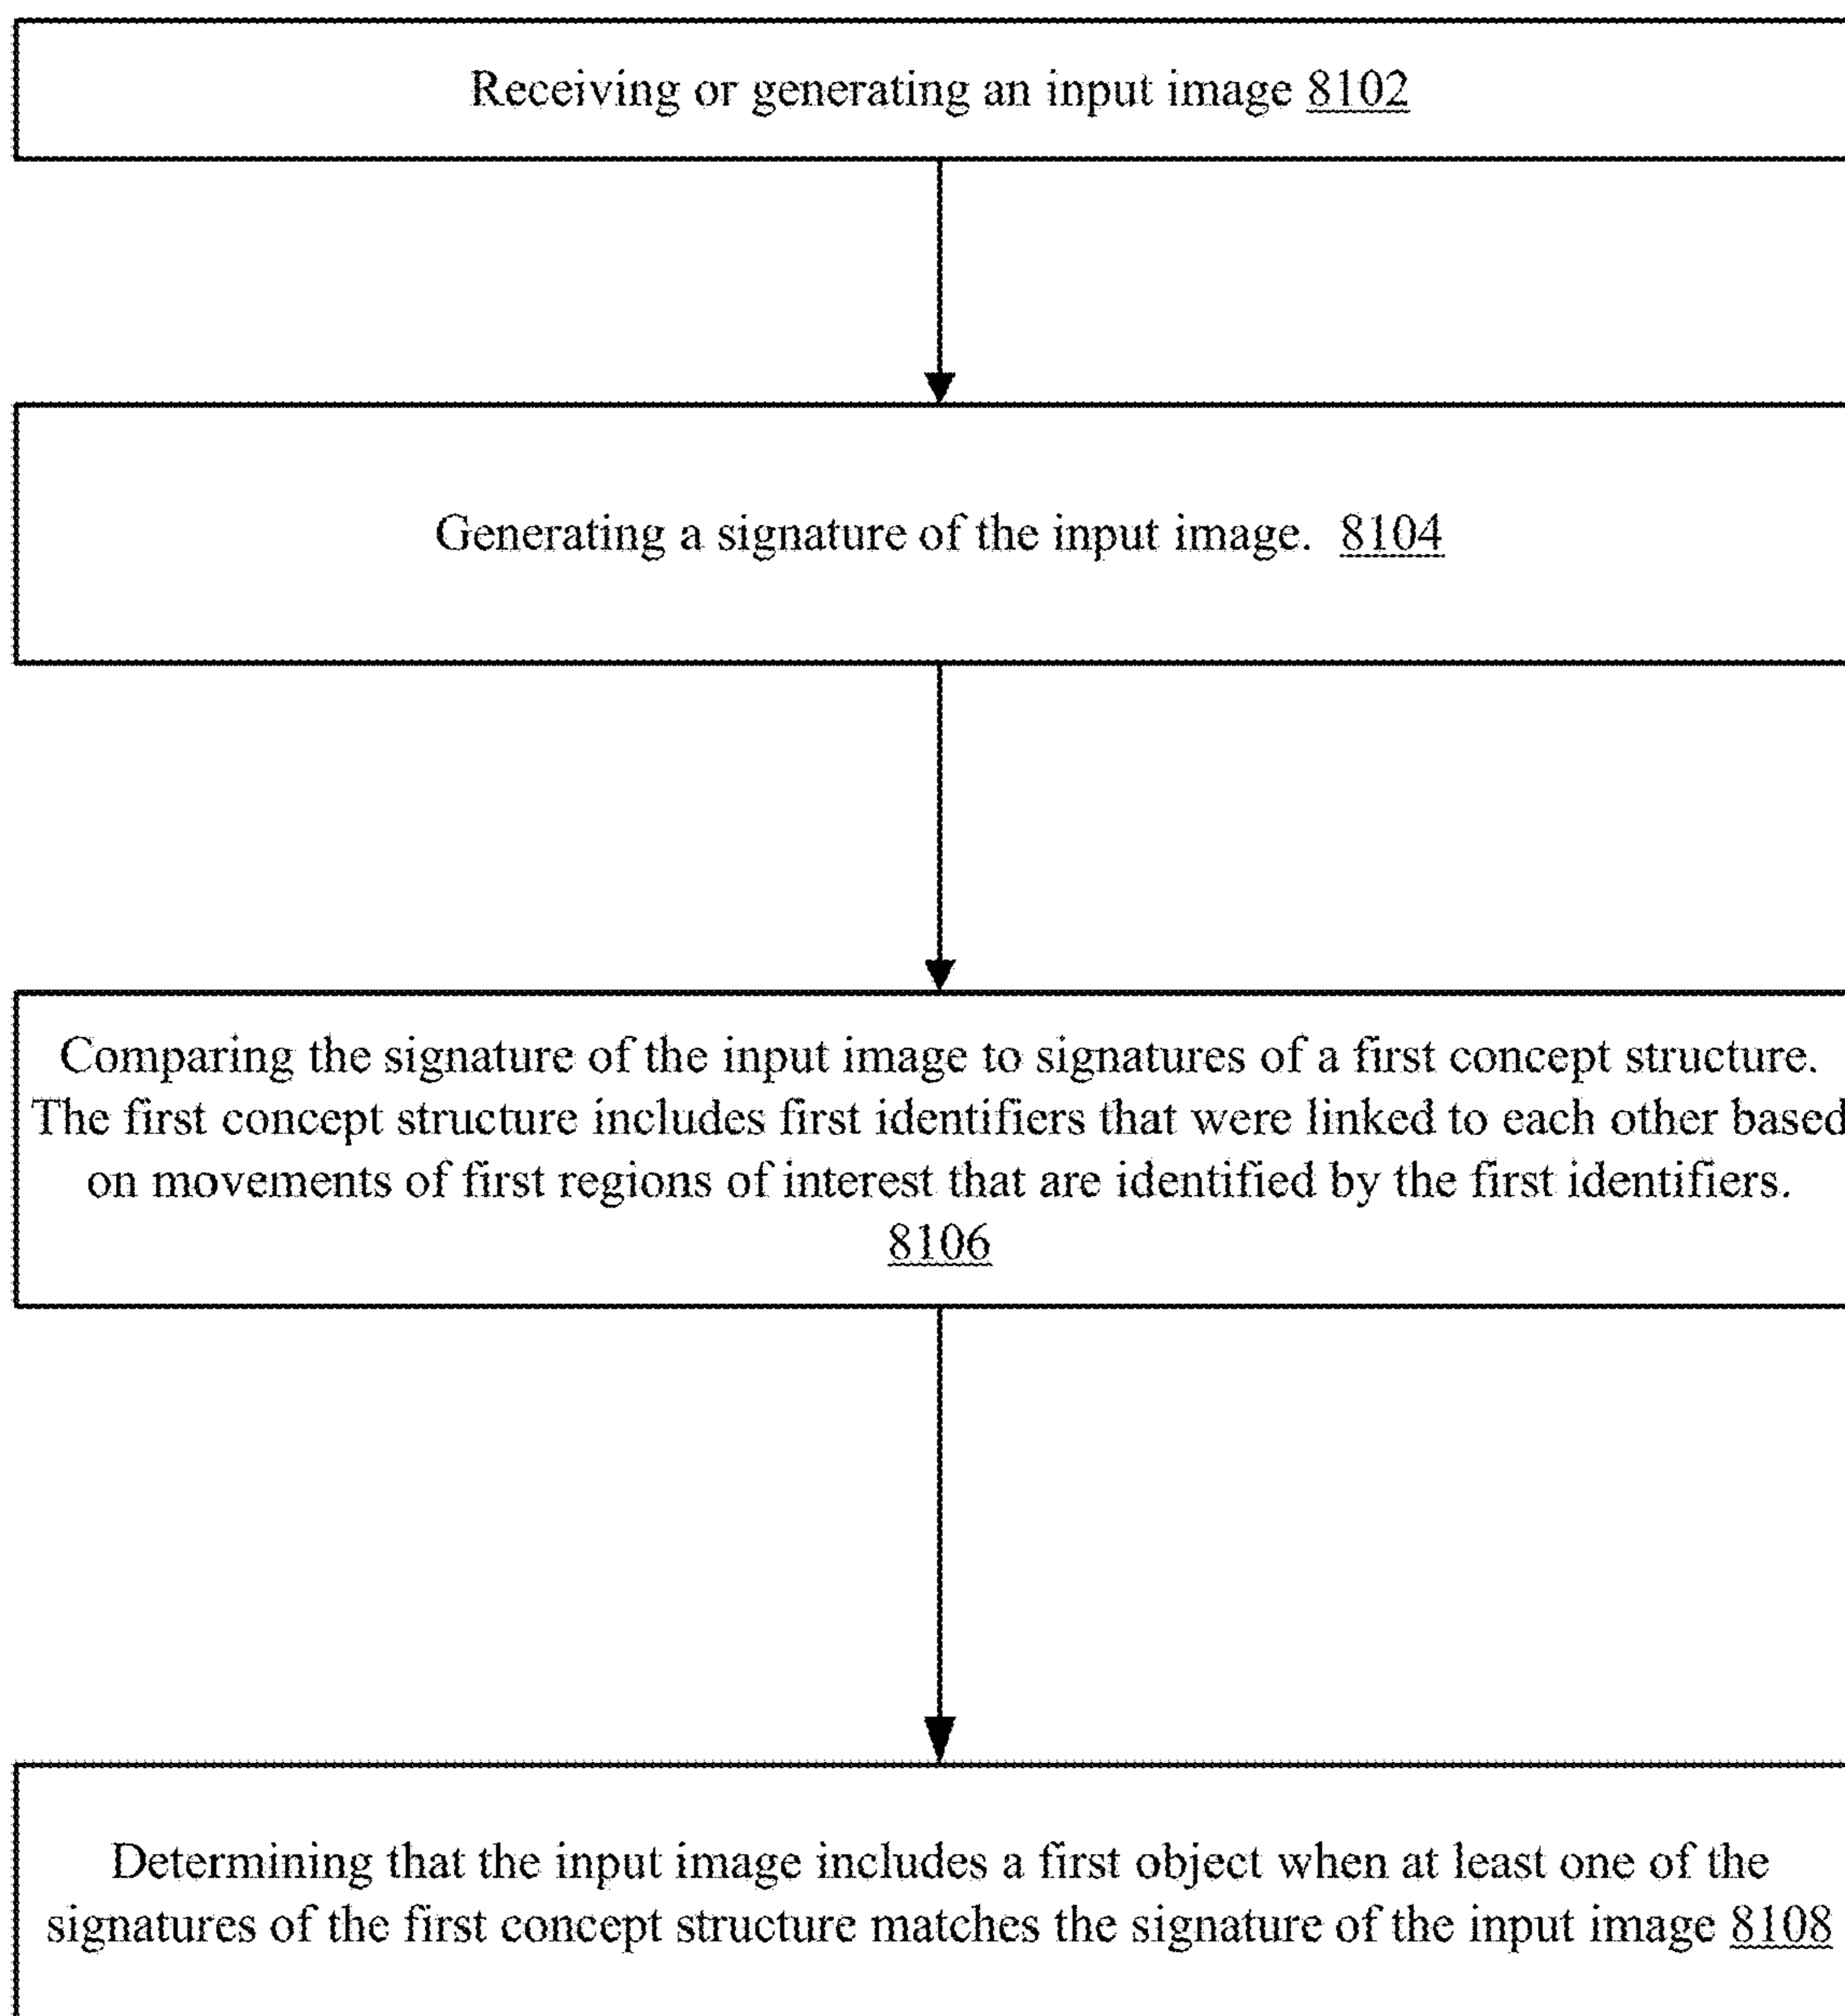 Receiving or generating an input image 8102
Generating a signature of the input image. 8104
Comparing the signature of the input image to signatures of a first concept structure.
The first concept structure includes first identifiers that were linked to each other based
on movements of first regions of interest that are identified by the first identifiers.
8106
Determining that the input image includes a first object when at least one of the
signatures of the first concept structure matches the signature of the input image 8108